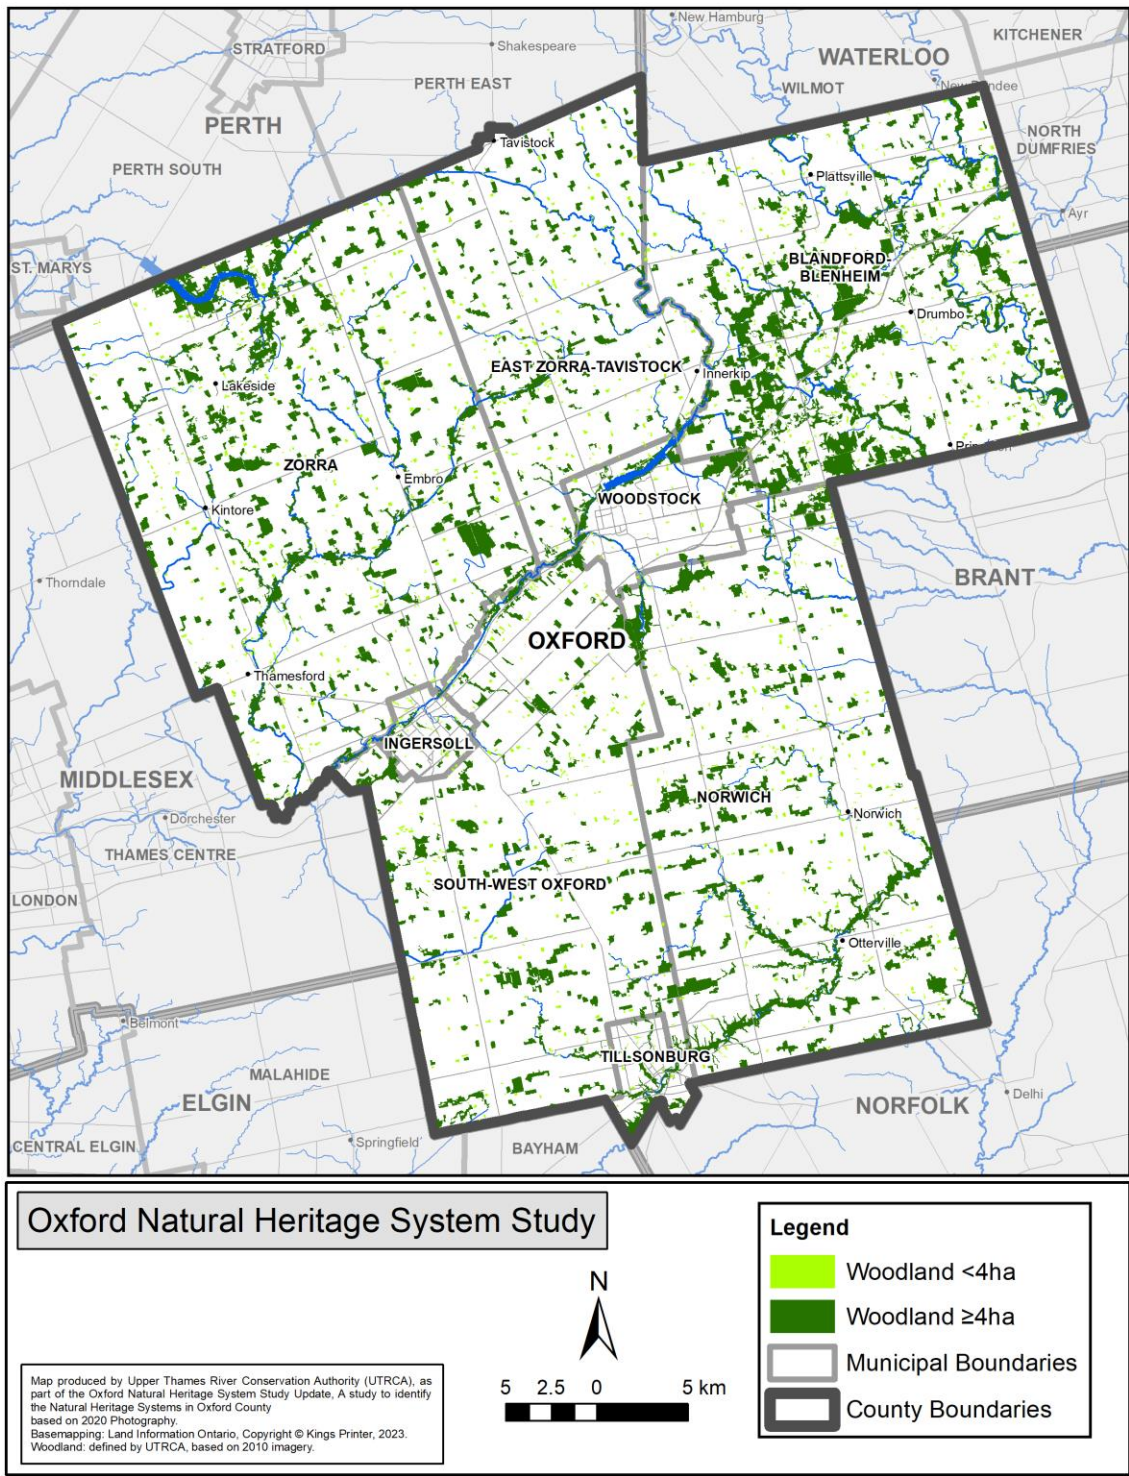 New Hamburg
KITCHENER
STRATFORD
Shakespeare
WATERLOO
PERTH EAST
WILMOT
PERTH
NORTH
DUMFRIES
Tavistock
PERTH SOUTH
Plattsville
Ayr
ST. MARYS
BLANDFORD-
BLENHEIM
Drumbo
EAST ZORRA-TAVISTOCK
Innerkip
Lakeside
ZORRA
Embro
WOODSTOCK
Kintore
Thorndale
BRANT
OXFORD
Thamesford
INGERSOLL
MIDDLESEX
NORWICH
Norwich
Dorchester
THAMES CENTRE
SOUTH-WEST OXFORD
LONDON
Otterville
Belmont
TILLSONBURG
MALAHIDE
ELGIN
NORFOLK
Delhi
CENTRAL ELGIN
Springfield
BAYHAM
Oxford Natural Heritage System Study
N
5 2.5 0 5 km
Map produced by Upper Thames River Conservation Authority (UTRCA), as
part of the Oxford Natural Heritage System Study Update, A study to identify
the Natural Heritage Systems in Oxford County
based on 2020 Photography.
Basemapping: Land Information Ontario, Copyright © Kings Printer, 2023.
Woodland: defined by UTRCA, based on 2010 imagery.
Legend
Woodland <4ha
Woodland ≥4ha
Municipal Boundaries
County Boundaries